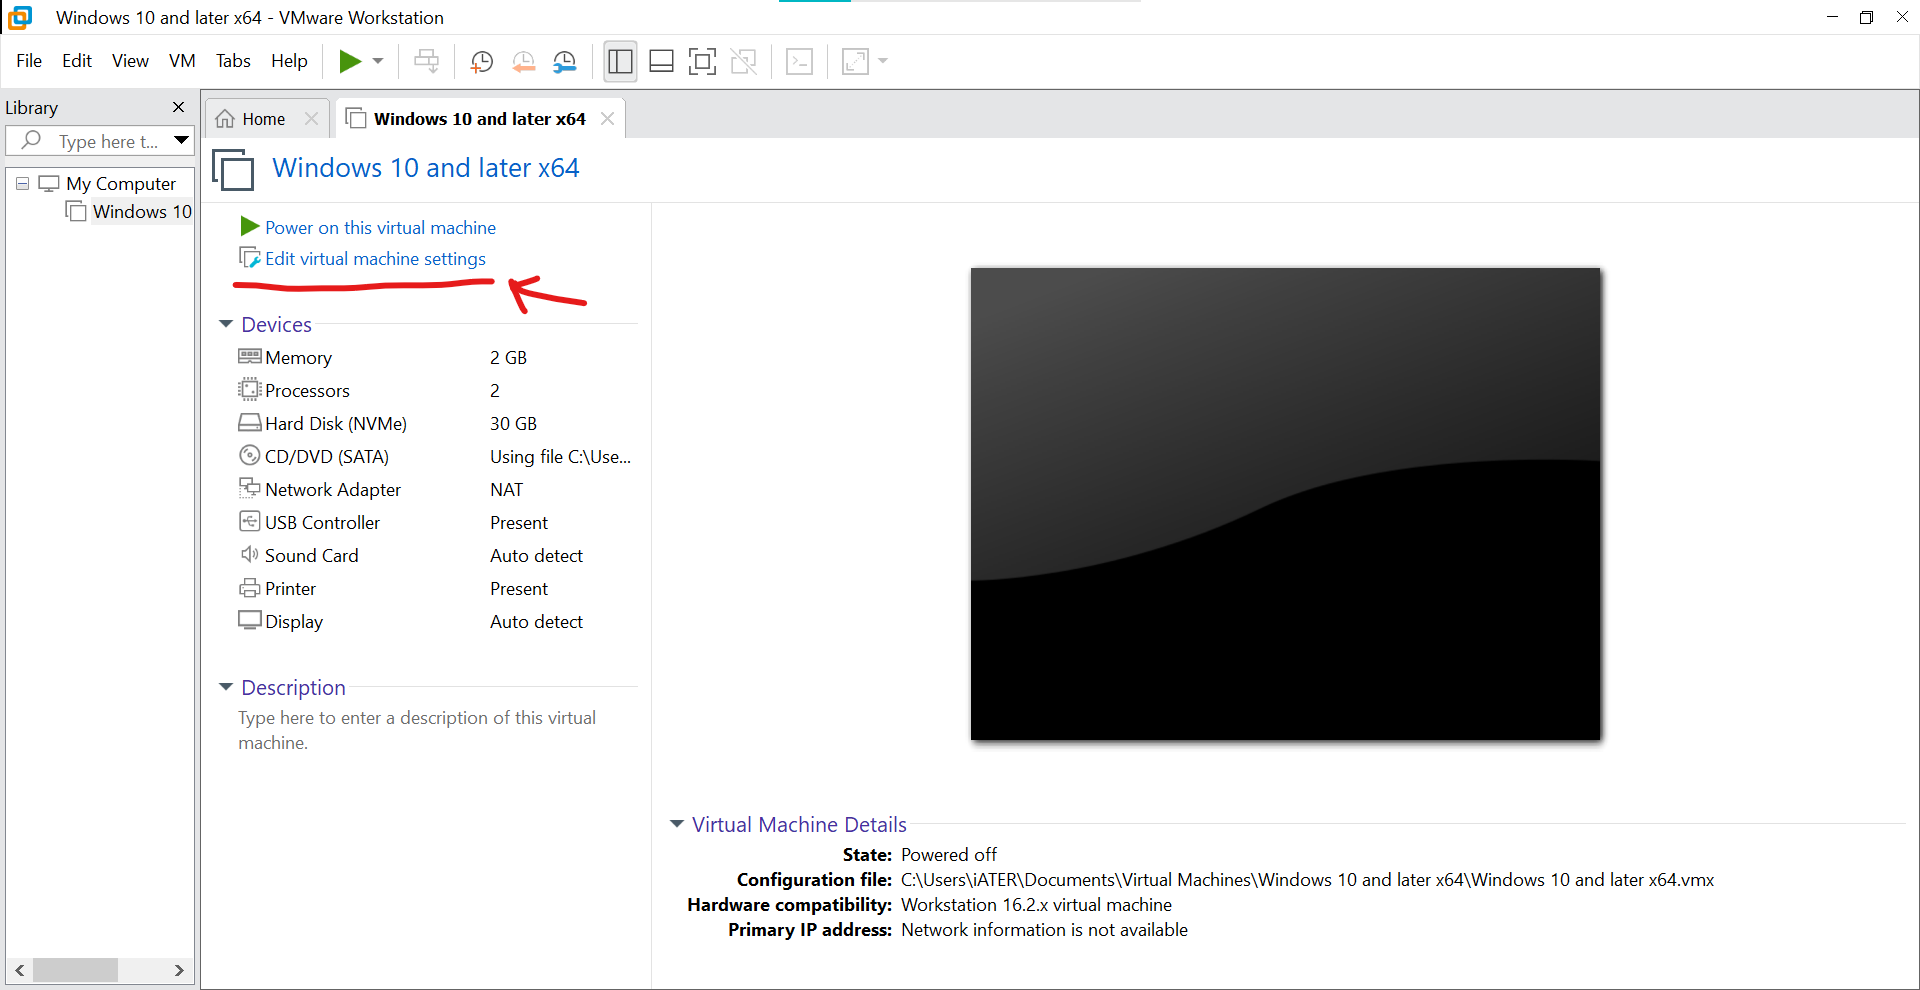 Windows 10 and later x64 - VMware Workstation
File Edit View VM Tabs Help
Library
Type here t...
My Computer
Windows 10
Home
Windows 10 and later x64
Windows 10 and later x64
Power on this virtual machine
Edit virtual machine settings
Devices
Memory 2 GB
Processors 2
Hard Disk (NVMe) 30 GB
CD/DVD (SATA) Using file C:\Use...
Network Adapter NAT
USB Controller Present
Sound Card Auto detect
Printer Present
Display Auto detect
Description
Type here to enter a description of this virtual
machine.
Virtual Machine Details
State: Powered off
Configuration file: C:\Users\iATER\Documents\Virtual Machines\Windows 10 and later x64\Windows 10 and later x64.vmx
Hardware compatibility: Workstation 16.2.x virtual machine
Primary IP address: Network information is not available